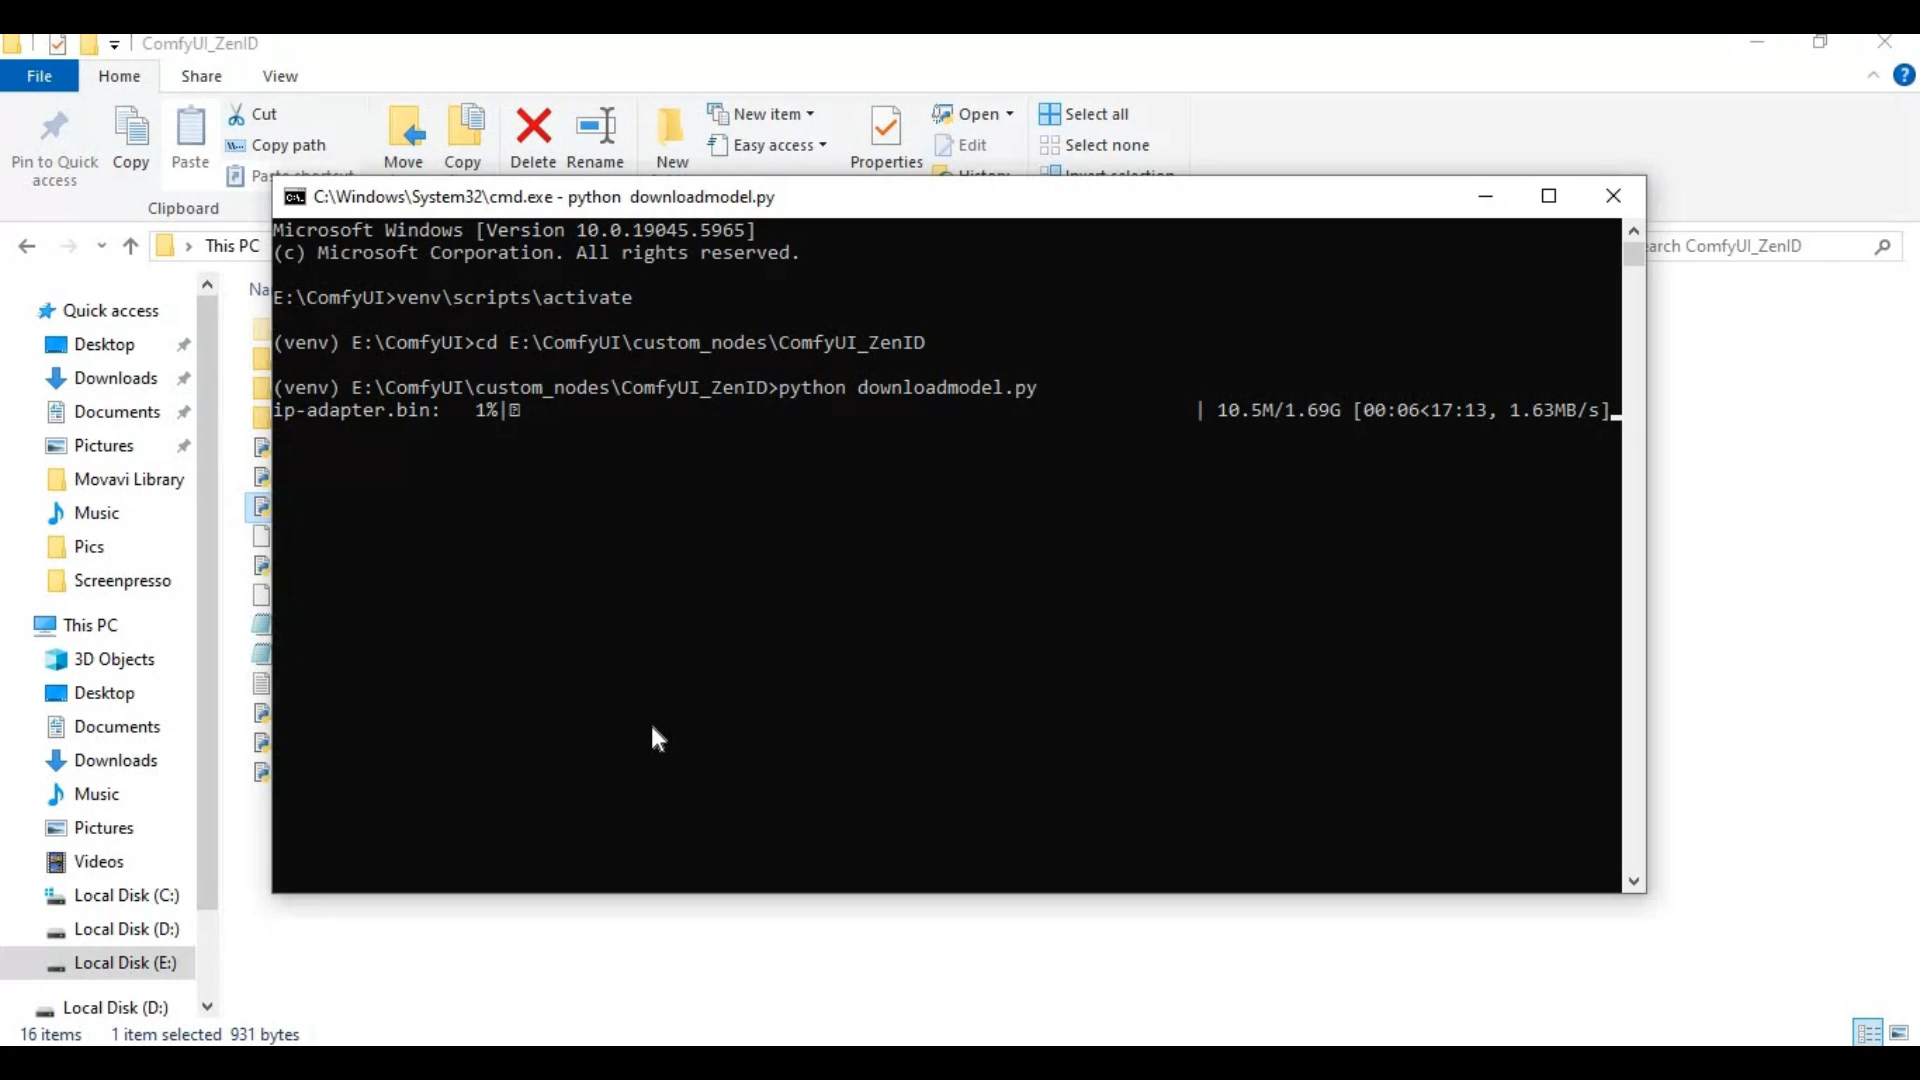 ComfyUI_ZenID
File Home Share View
Cut
New item
Open
Select all
Copy path
Easy access
Edit
Select none
Pin to Quick access
Copy
Paste
Move
Copy
Delete
Rename
New
Properties
Paste shortcut
History
Invert selection
Clipboard
C:\Windows\System32\cmd.exe - python downloadmodel.py
This PC
ComfyUI_ZenID
Microsoft Windows [Version 10.0.19045.5965]
(c) Microsoft Corporation. All rights reserved.
E:\ComfyUI>venv\scripts\activate
(venv) E:\ComfyUI>cd E:\ComfyUI\custom_nodes\ComfyUI_ZenID
(venv) E:\ComfyUI\custom_nodes\ComfyUI_ZenID>python downloadmodel.py
ip-adapter.bin: 1%| | 10.5M/1.69G [00:06<17:13, 1.63MB/s]
Quick access
Desktop
Downloads
Documents
Pictures
Movavi Library
Music
Pics
Screenpresso
This PC
3D Objects
Desktop
Documents
Downloads
Music
Pictures
Videos
Local Disk (C:)
Local Disk (D:)
Local Disk (E:)
Local Disk (D:)
16 items 1 item selected 931 bytes